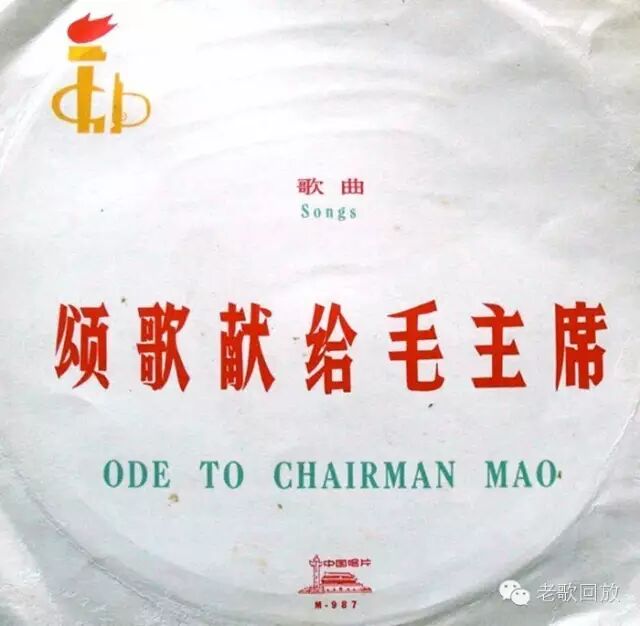 歌曲
Songs
颂歌献给毛主席
ODE TO CHAIRMAN MAO
中国唱片
M-987
老歌回放